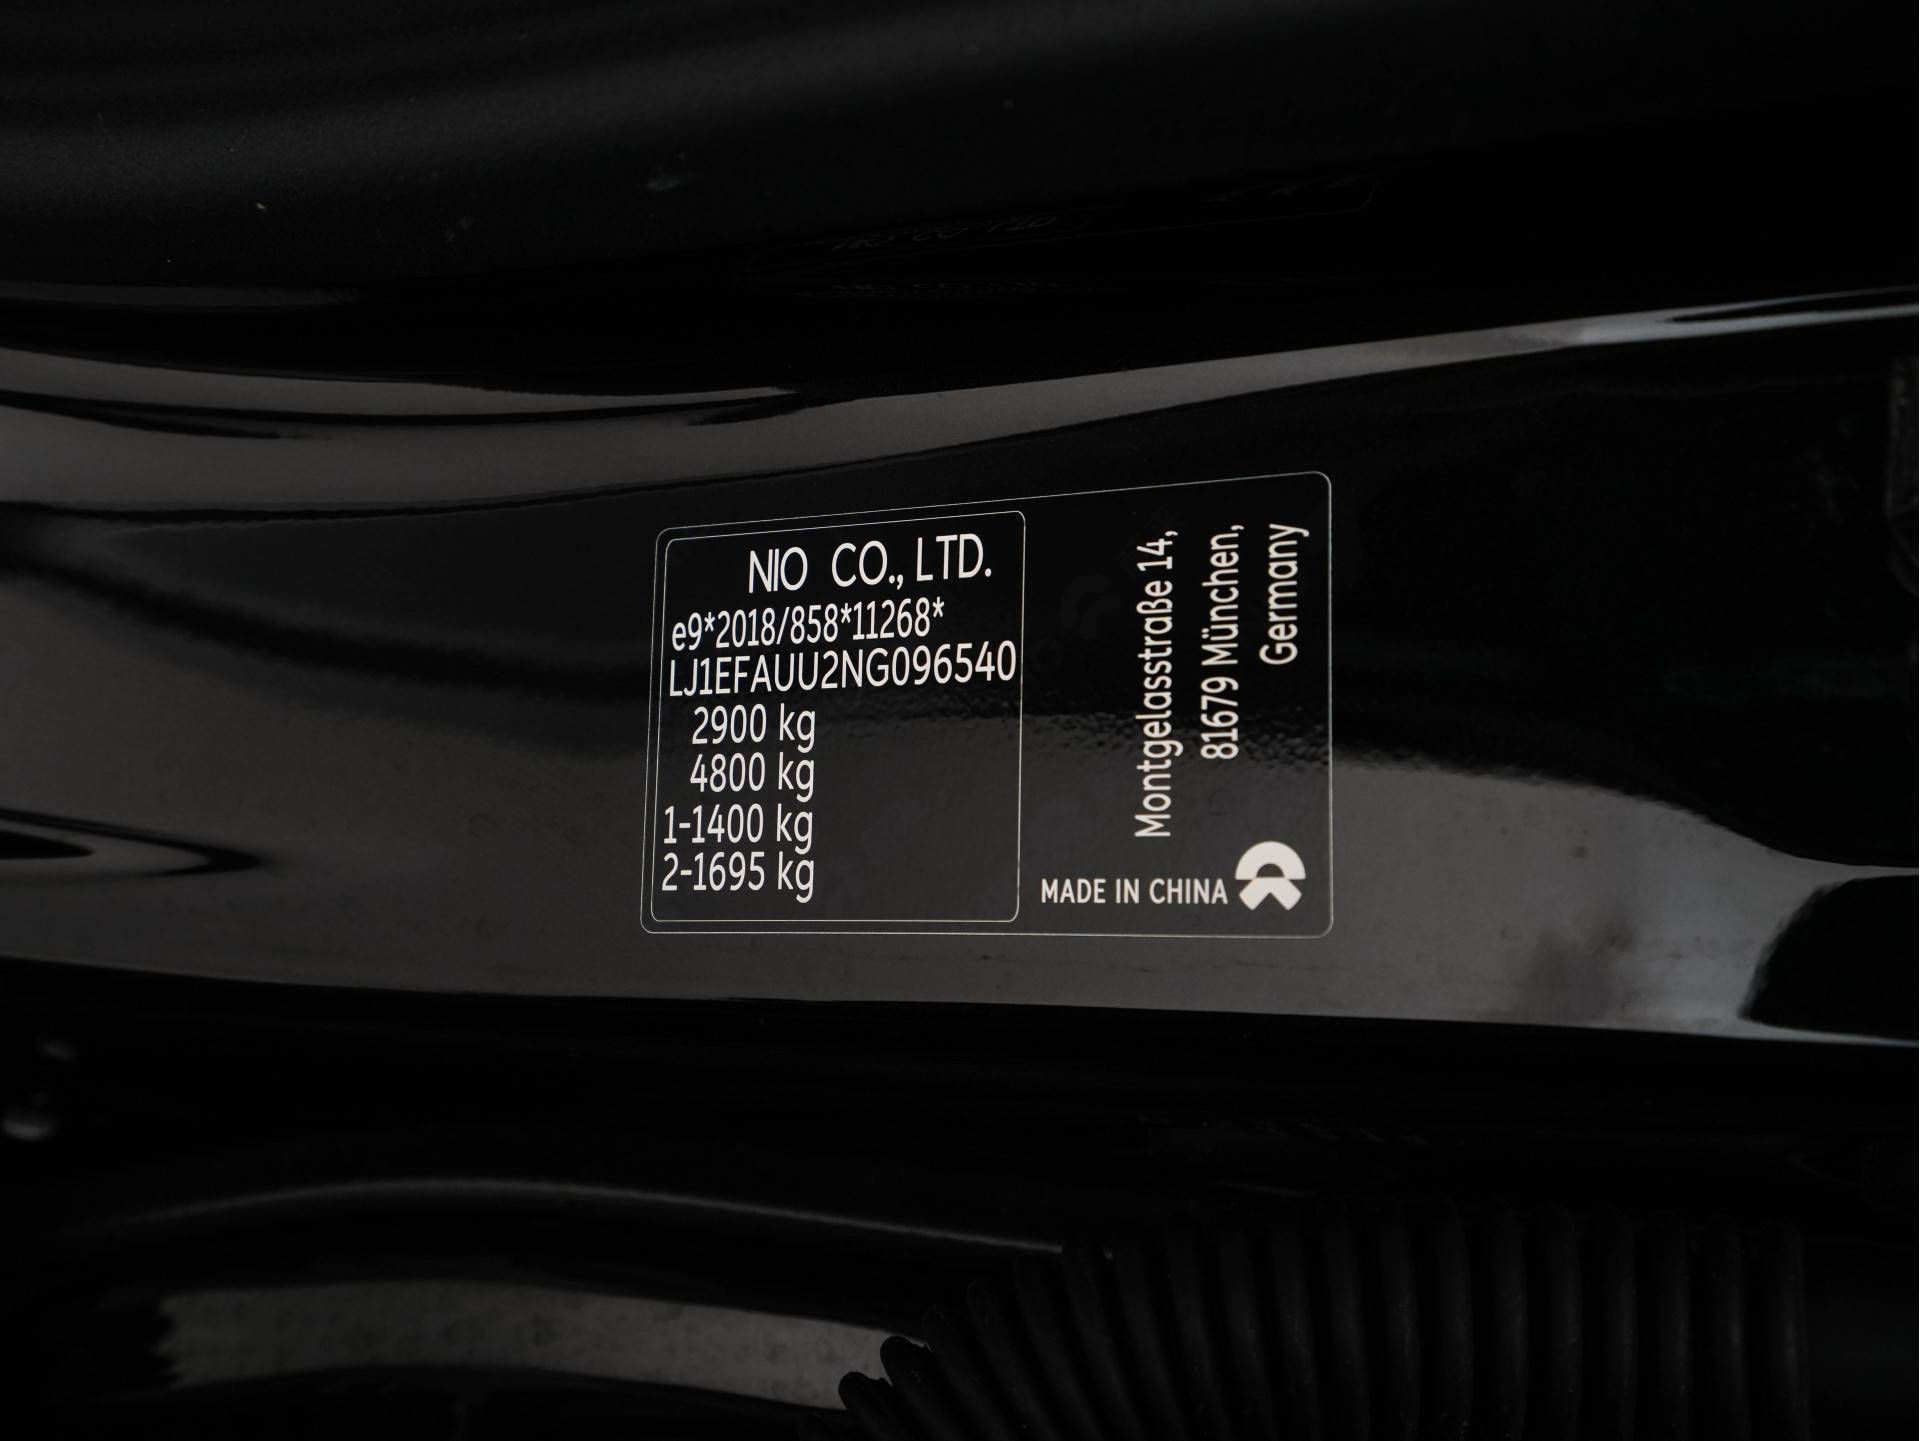 NIO CO., LTD.
e9*2018/858*11268*
LJ1EFAUU2NG096540
2900 kg
4800 kg
1-1400 kg
2-1695 kg
Montgelasstraße 14,
81679 München,
Germany
MADE IN CHINA